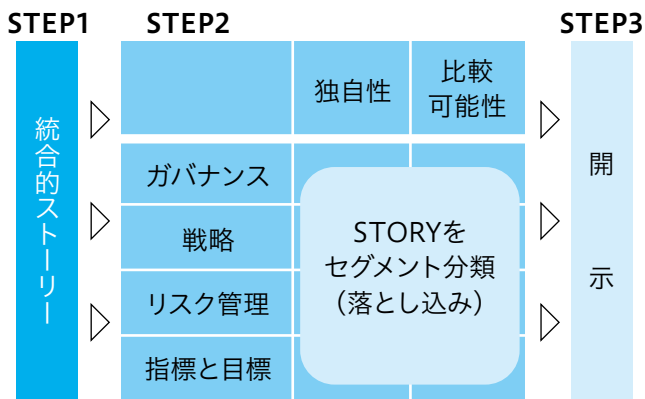 STEP1
STEP2
STEP3
統合的ストーリー
独自性
比較
可能性
ガバナンス
戦略
リスク管理
指標と目標
STORYを
セグメント分類
（落とし込み）
開示